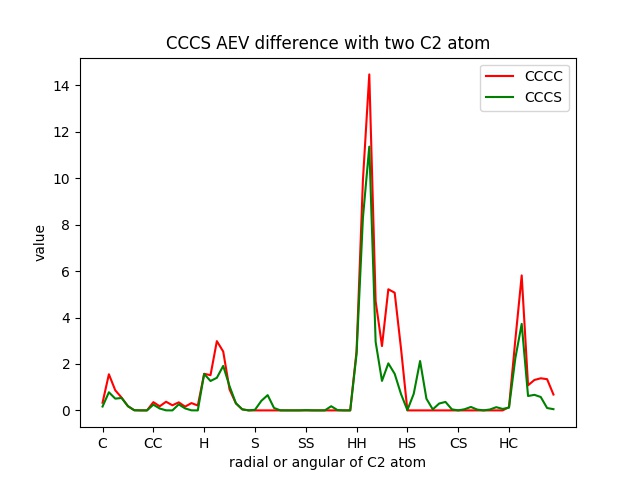 CCCS AEV difference with two C2 atom
CCCC
CCCS
value
14
12
10
8
6
4
2
0
C CC H S SS HH HS CS HC
radial or angular of C2 atom